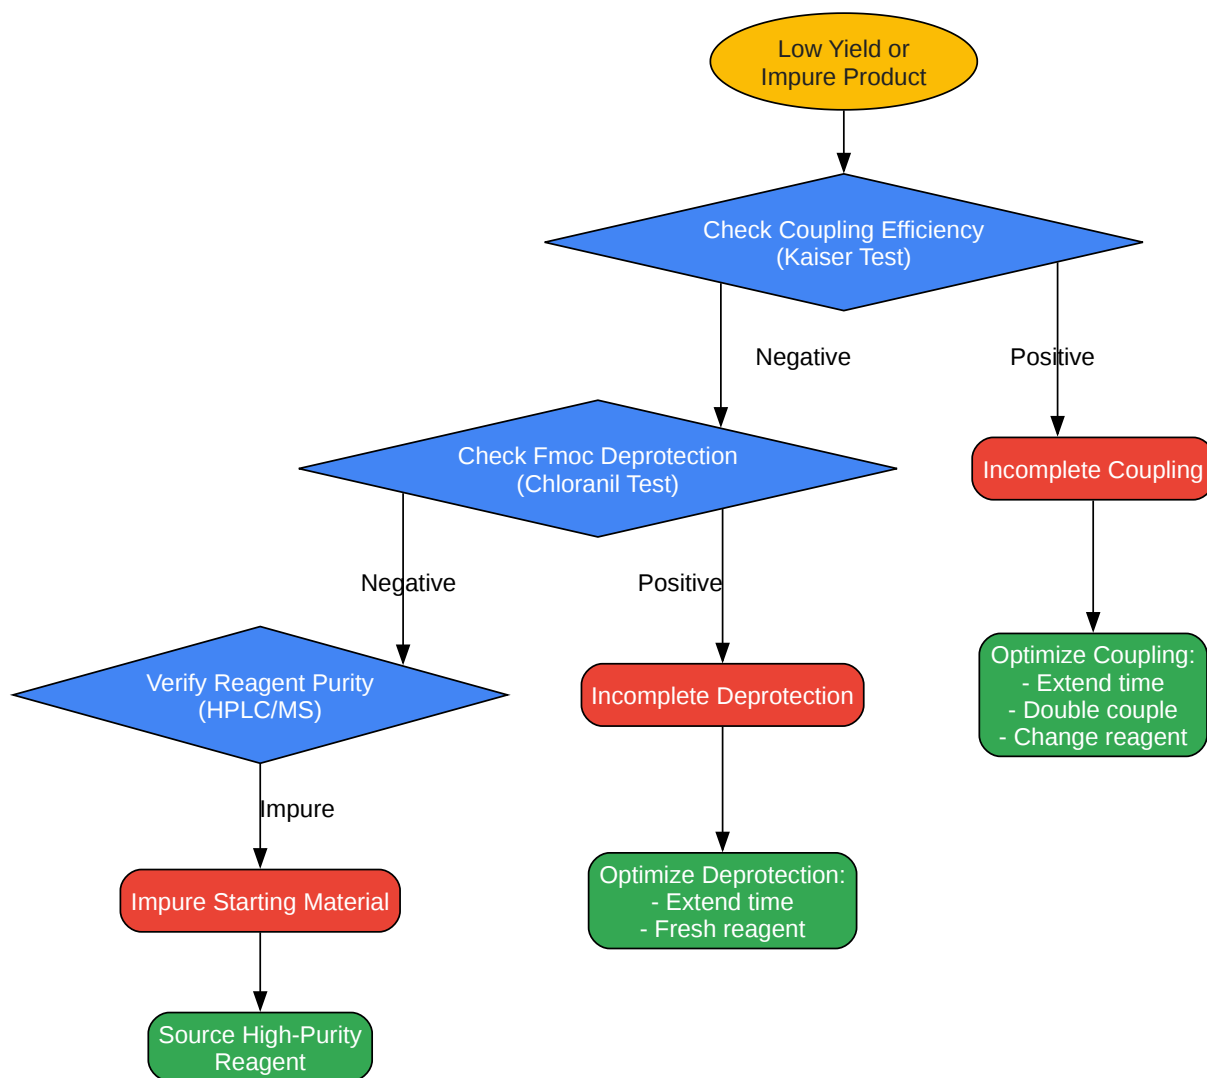 Low Yield or
Impure Product
Check Coupling Efficiency
(Kaiser Test)
Negative
Positive
Check Fmoc Deprotection
(Chloranil Test)
Incomplete Coupling
Negative
Positive
Optimize Coupling:
- Extend time
- Double couple
- Change reagent
Verify Reagent Purity
(HPLC/MS)
Incomplete Deprotection
Impure
Optimize Deprotection:
- Extend time
- Fresh reagent
Impure Starting Material
Source High-Purity
Reagent